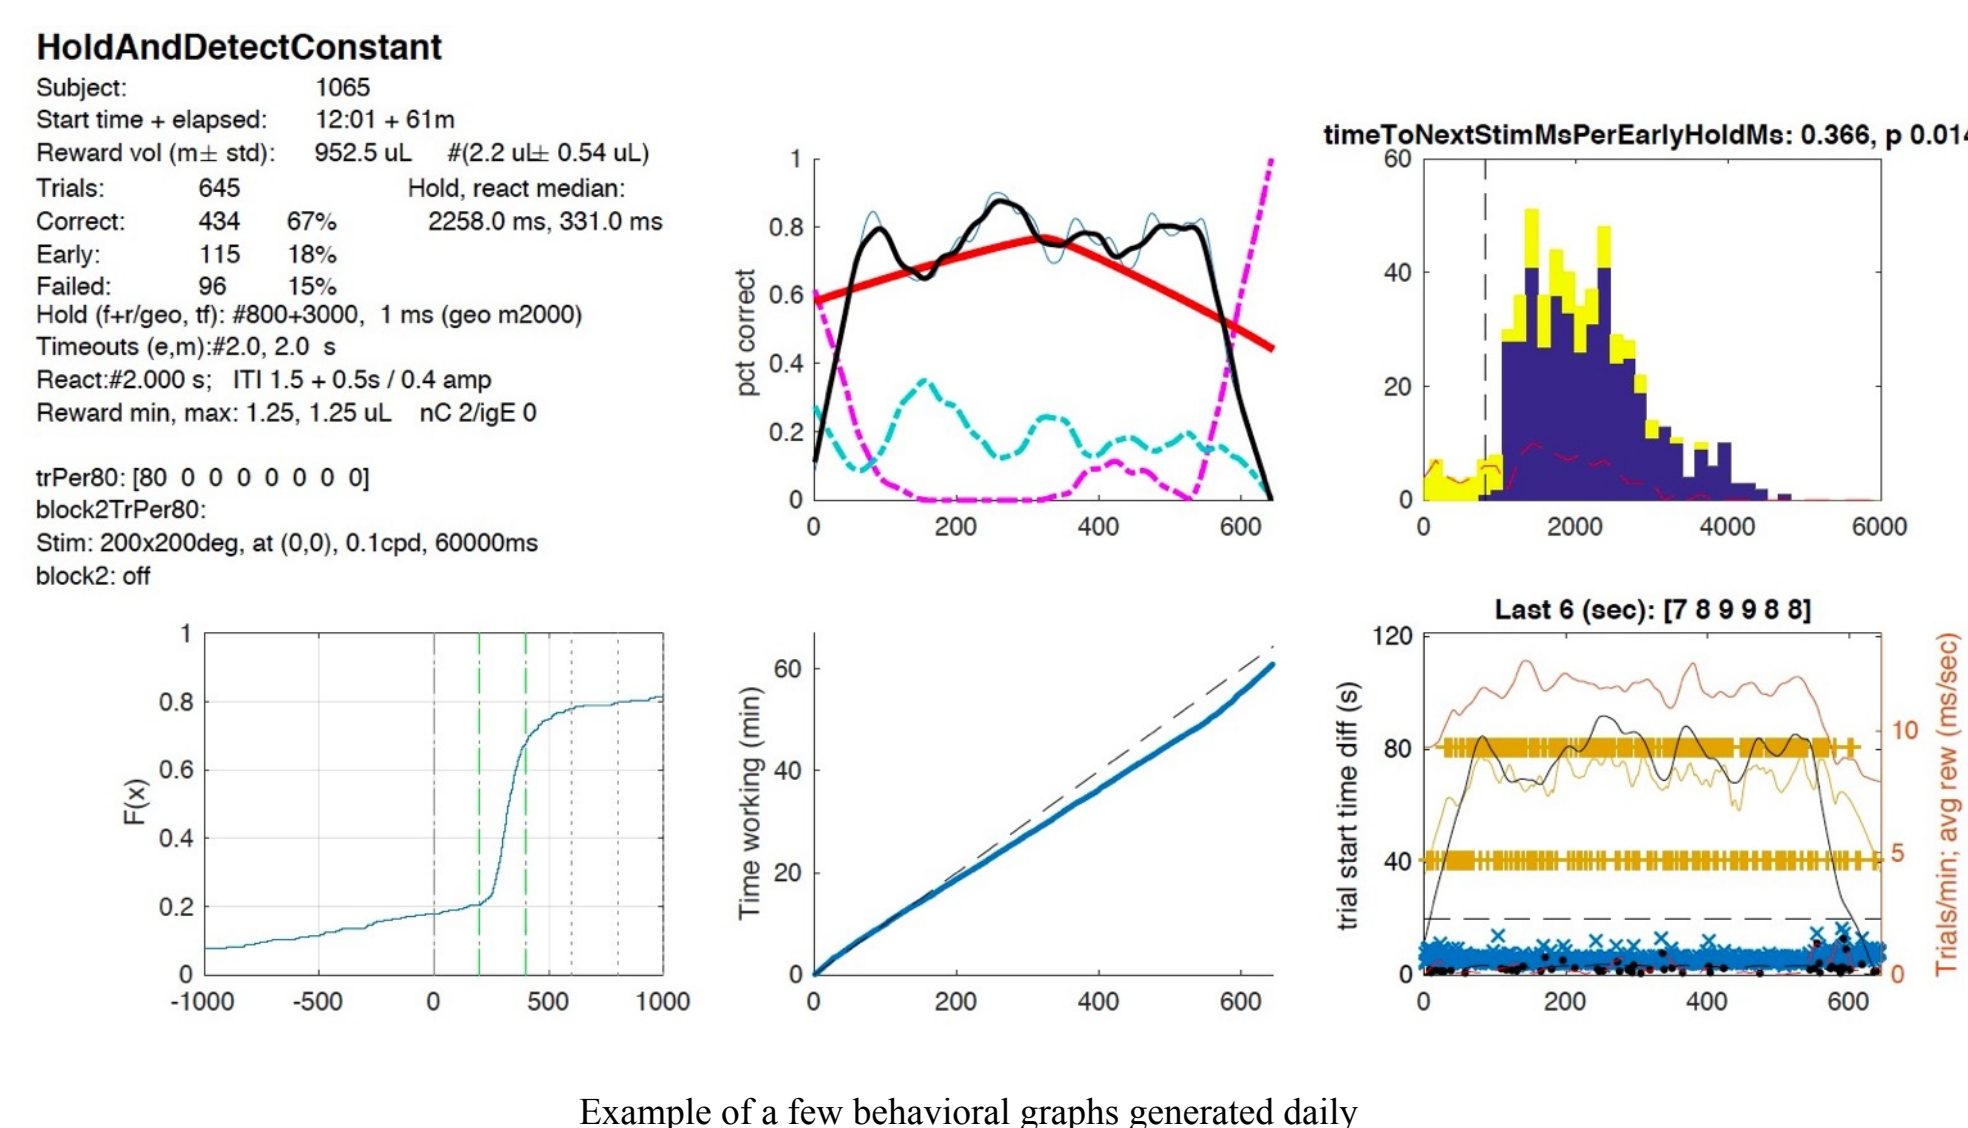 HoldAndDetectConstant
Subject: 1065
Start time + elapsed: 12:01 + 61m
Reward vol (m± std): 952.5 uL #(2.2 uL± 0.54 uL)
Trials: 645 Hold, react median:
Correct: 434 67% 2258.0 ms, 331.0 ms
Early: 115 18%
Failed: 96 15%
Hold (f+r/geo, tf): #800+3000, 1 ms (geo m2000)
Timeouts (e,m):#2.0, 2.0 s
React:#2.000 s; ITI 1.5 + 0.5s / 0.4 amp
Reward min, max: 1.25, 1.25 uL nC 2/igE 0
trPer80: [80 0 0 0 0 0 0 0]
block2TrPer80:
Stim: 200x200deg, at (0,0), 0.1cpd, 60000ms
block2: off
pct correct
1
0.8
0.6
0.4
0.2
0
0 200 400 600
timeToNextStimMsPerEarlyHoldMs: 0.366, p 0.014
60
40
20
0
0 2000 4000 6000
F(x)
1
0.8
0.6
0.4
0.2
0
-1000 -500 0 500 1000
Time working (min)
60
40
20
0
0 200 400 600
Last 6 (sec): [7 8 9 9 8 8]
trial start time diff (s)
120
80
40
0
0 200 400 600
10
5
0
Trials/min; avg rew (ms/sec)
Example of a few behavioral graphs generated daily